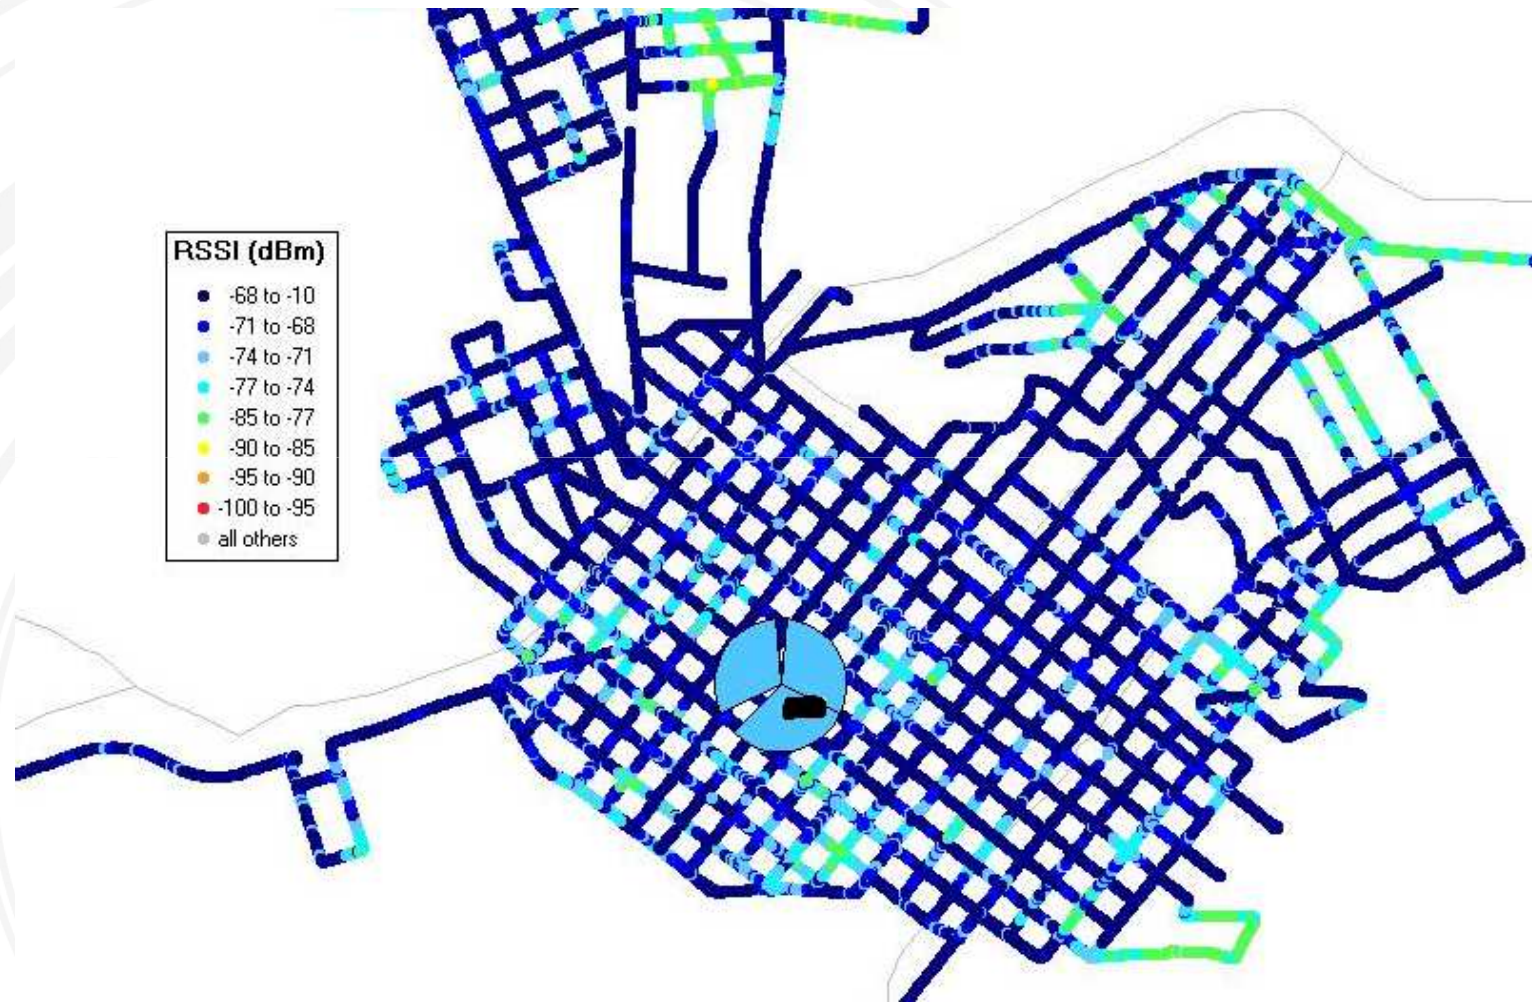 RSSI (dBm)
-68 to -10
-71 to -68
-74 to -71
-77 to -74
-85 to -77
-90 to -85
-95 to -90
-100 to -95
all others